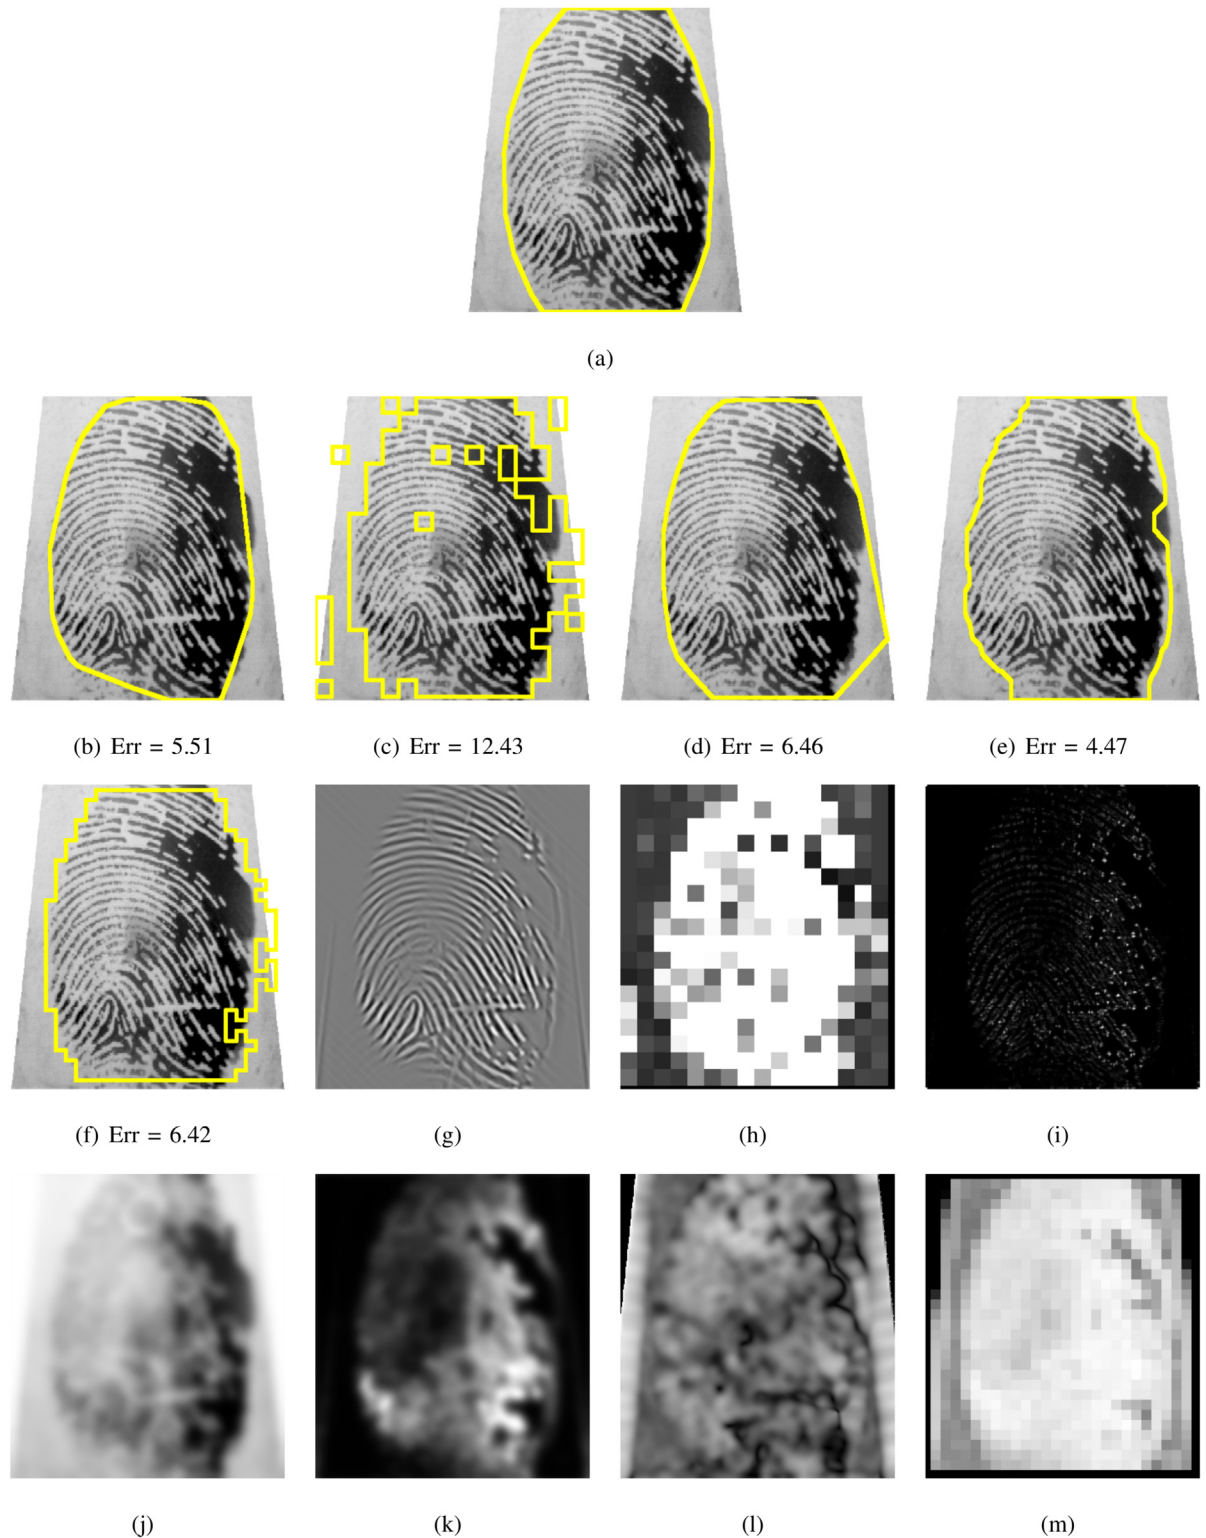 (a)
(b) Err = 5.51
(c) Err = 12.43
(d) Err = 6.46
(e) Err = 4.47
(f) Err = 6.42
(g)
(h)
(i)
(j)
(k)
(l)
(m)